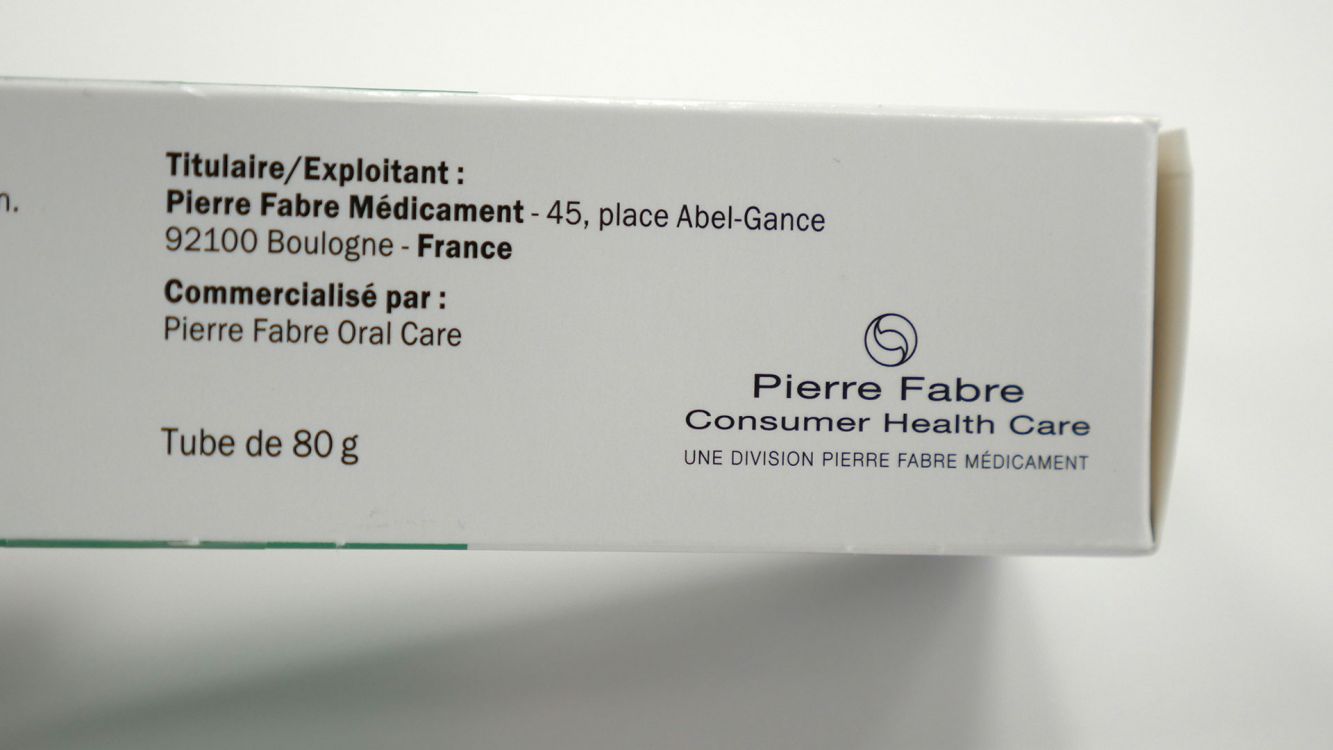 n.
Titulaire/Exploitant :
Pierre Fabre Médicament - 45, place Abel-Gance
92100 Boulogne - France
Commercialisé par :
Pierre Fabre Oral Care
Tube de 80 g
Pierre Fabre
Consumer Health Care
UNE DIVISION PIERRE FABRE MÉDICAMENT